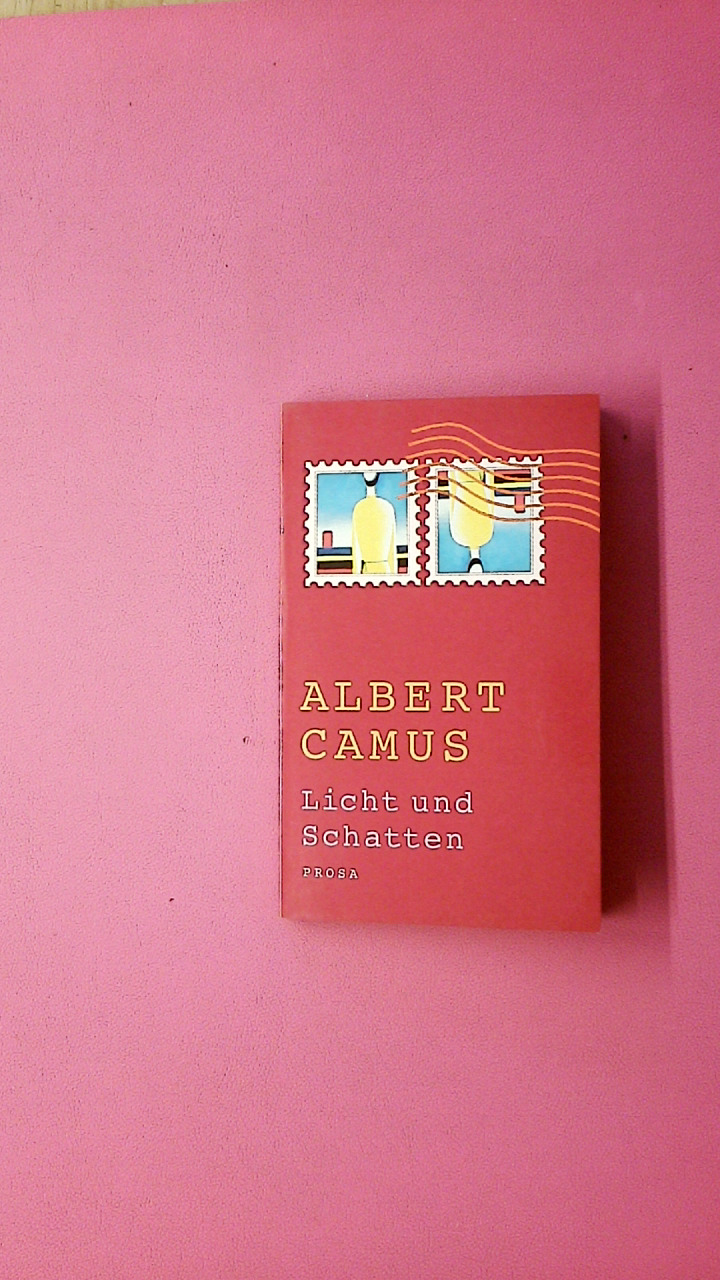 ALBERT
CAMUS
Licht und
Schatten
PROSA